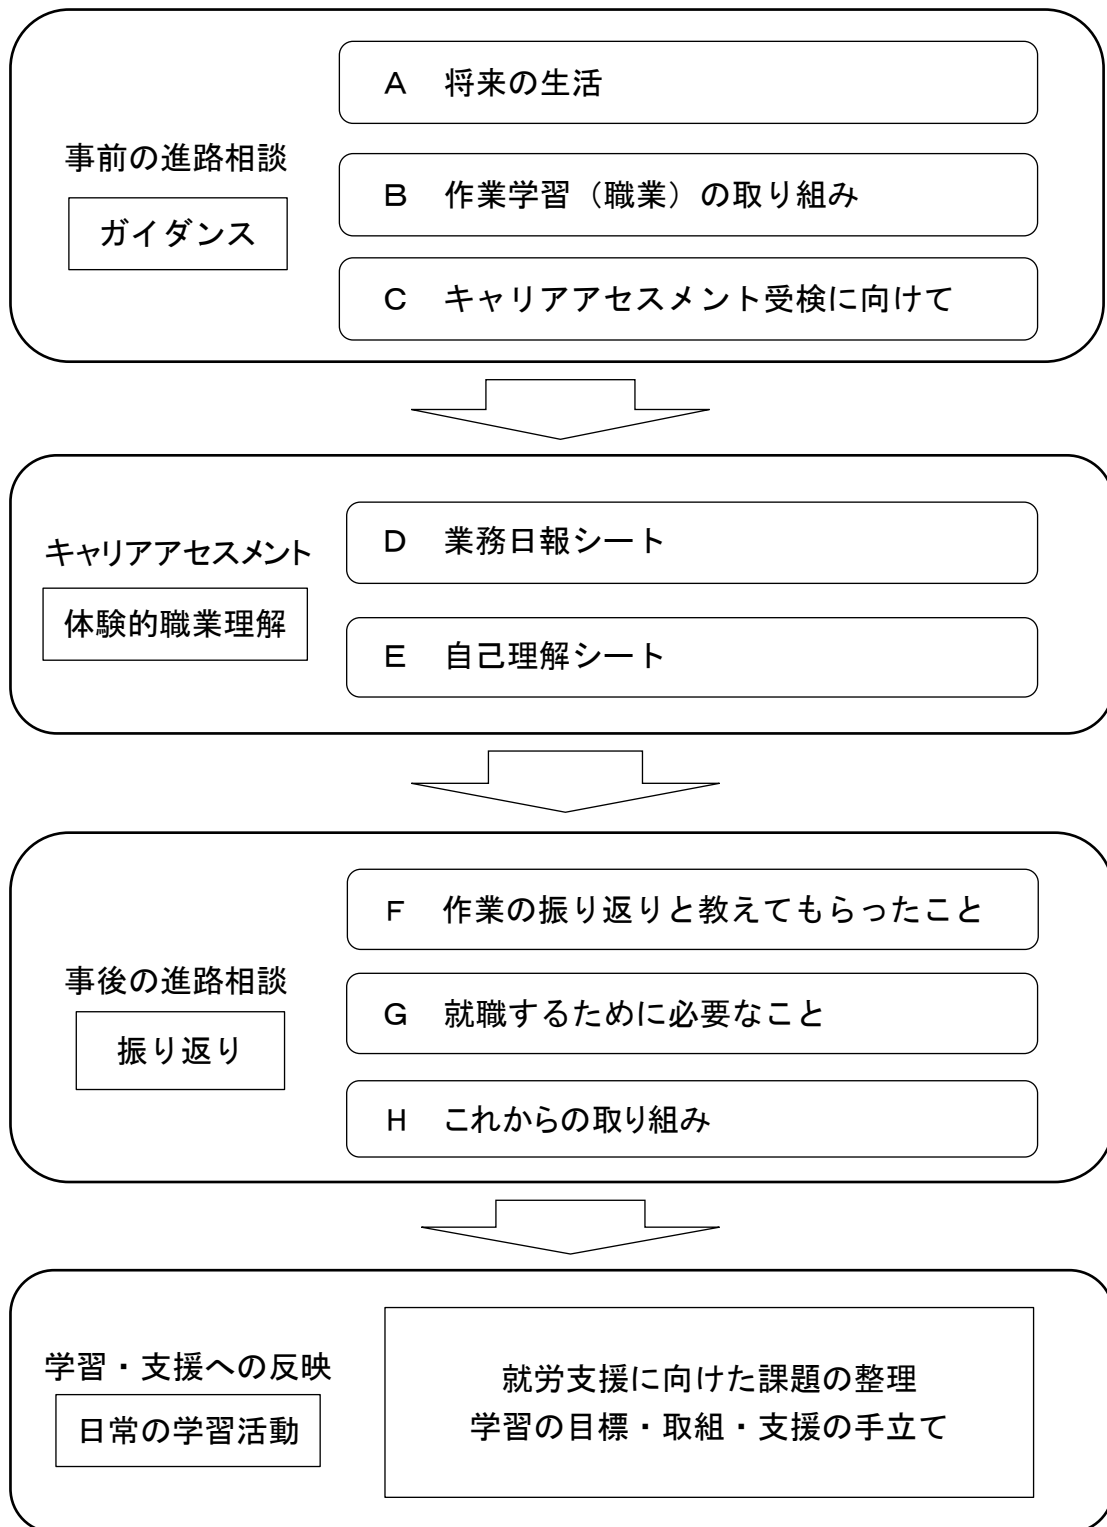 事前の進路相談
ガイダンス
A 将来の生活
B 作業学習（職業）の取り組み
C キャリアアセスメント受検に向けて
キャリアアセスメント
体験的職業理解
D 業務日報シート
E 自己理解シート
事後の進路相談
振り返り
F 作業の振り返りと教えてもらったこと
G 就職するために必要なこと
H これからの取り組み
学習・支援への反映
日常の学習活動
就労支援に向けた課題の整理
学習の目標・取組・支援の手立て